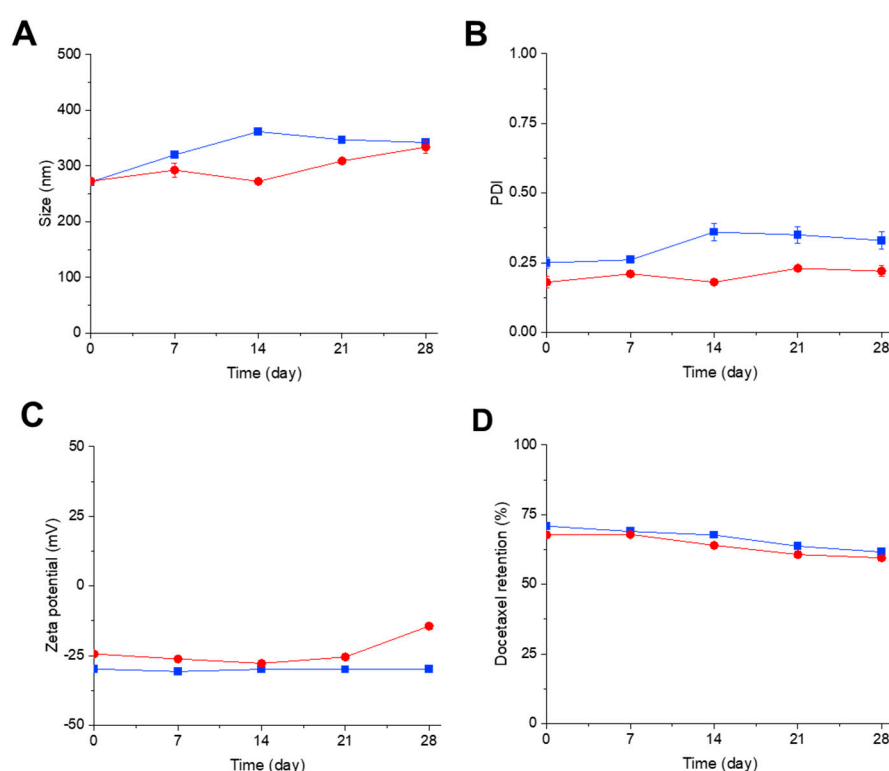 A
Size (nm)
500
400
300
200
100
0
0 7 14 21 28
Time (day)
B
PDI
1.00
0.75
0.50
0.25
0.00
0 7 14 21 28
Time (day)
C
Zeta potential (mV)
50
25
0
-25
-50
0 7 14 21 28
Time (day)
D
Docetaxel retention (%)
100
75
50
25
0
0 7 14 21 28
Time (day)